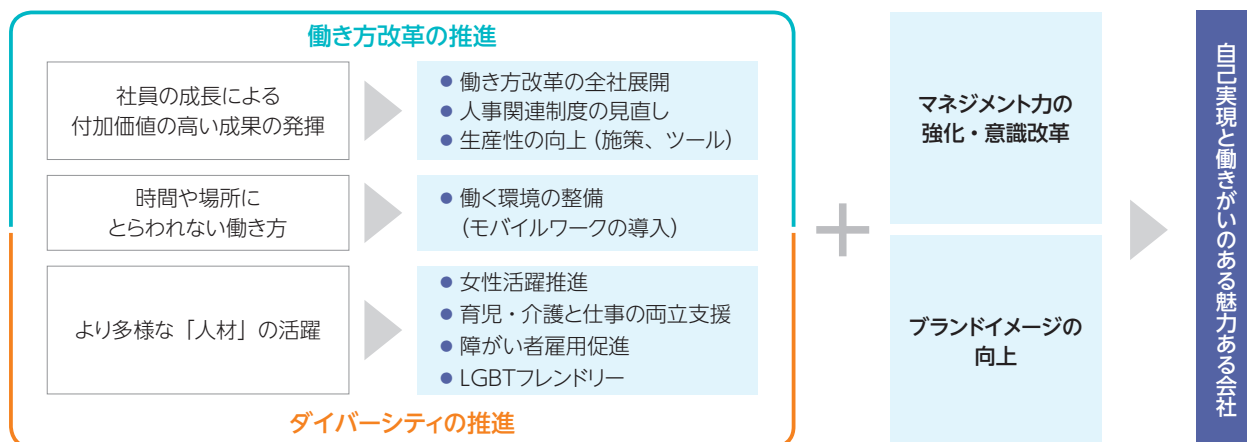 働き方改革の推進
社員の成長による
付加価値の高い成果の発揮
● 働き方改革の全社展開
● 人事関連制度の見直し
● 生産性の向上(施策、ツール)
時間や場所に
とらわれない働き方
● 働く環境の整備
(モバイルワークの導入)
より多様な「人材」の活躍
● 女性活躍推進
● 育児・介護と仕事の両立支援
● 障がい者雇用促進
● LGBTフレンドリー
ダイバーシティの推進
+
マネジメント力の
強化・意識改革
ブランドイメージの
向上
自己実現と働きがいのある魅力ある会社